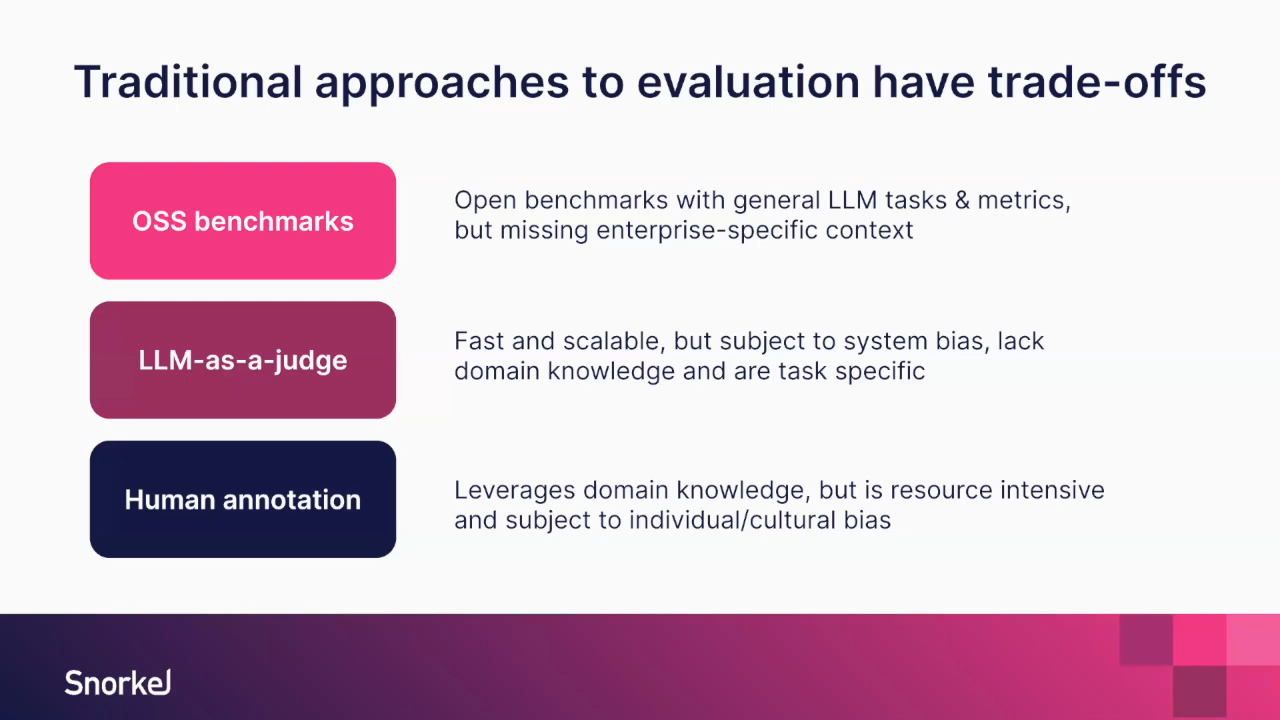 Traditional approaches to evaluation have trade-offs
OSS benchmarks
Open benchmarks with general LLM tasks & metrics,
but missing enterprise-specific context
LLM-as-a-judge
Fast and scalable, but subject to system bias, lack
domain knowledge and are task specific
Human annotation
Leverages domain knowledge, but is resource intensive
and subject to individual/cultural bias
Snorkel